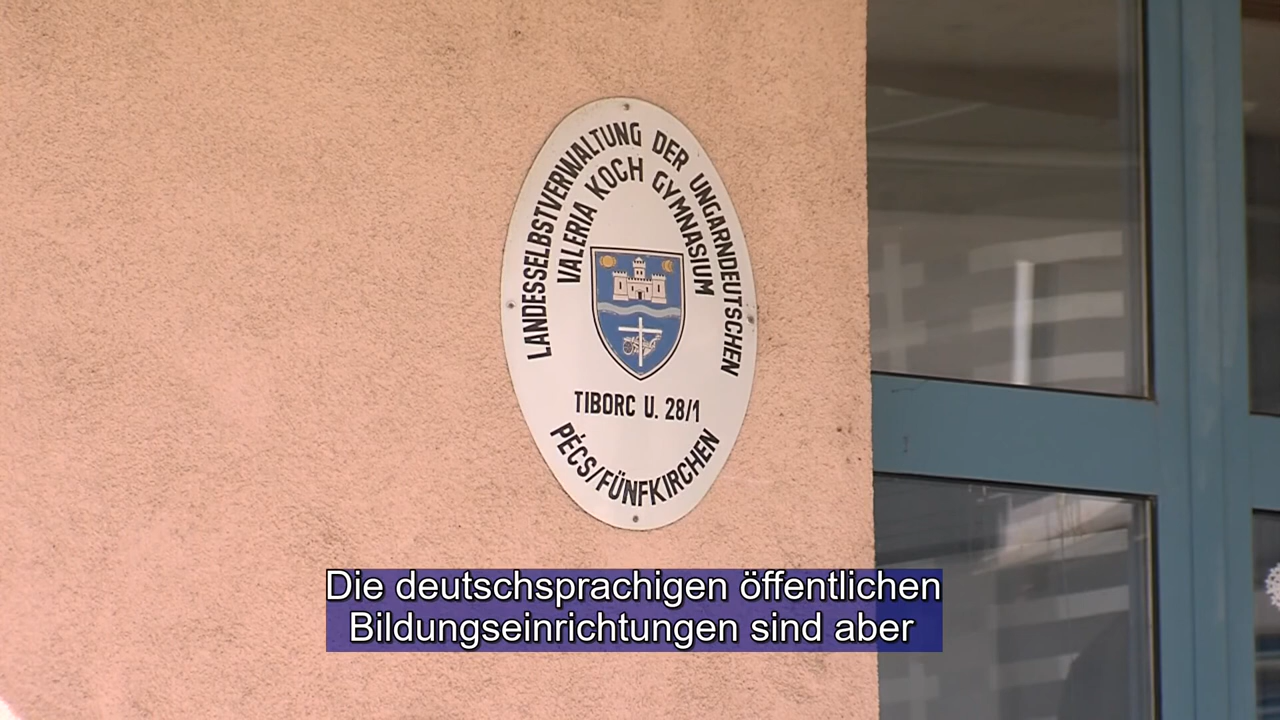 LANDESSELBSTVERWALTUNG DER UNGARNDEUTSCHEN
VALERIA KOCH GYMNASIUM
TIBORC U. 28/1
PÉCS/FÜNFKIRCHEN
Die deutschsprachigen öffentlichen
Bildungseinrichtungen sind aber